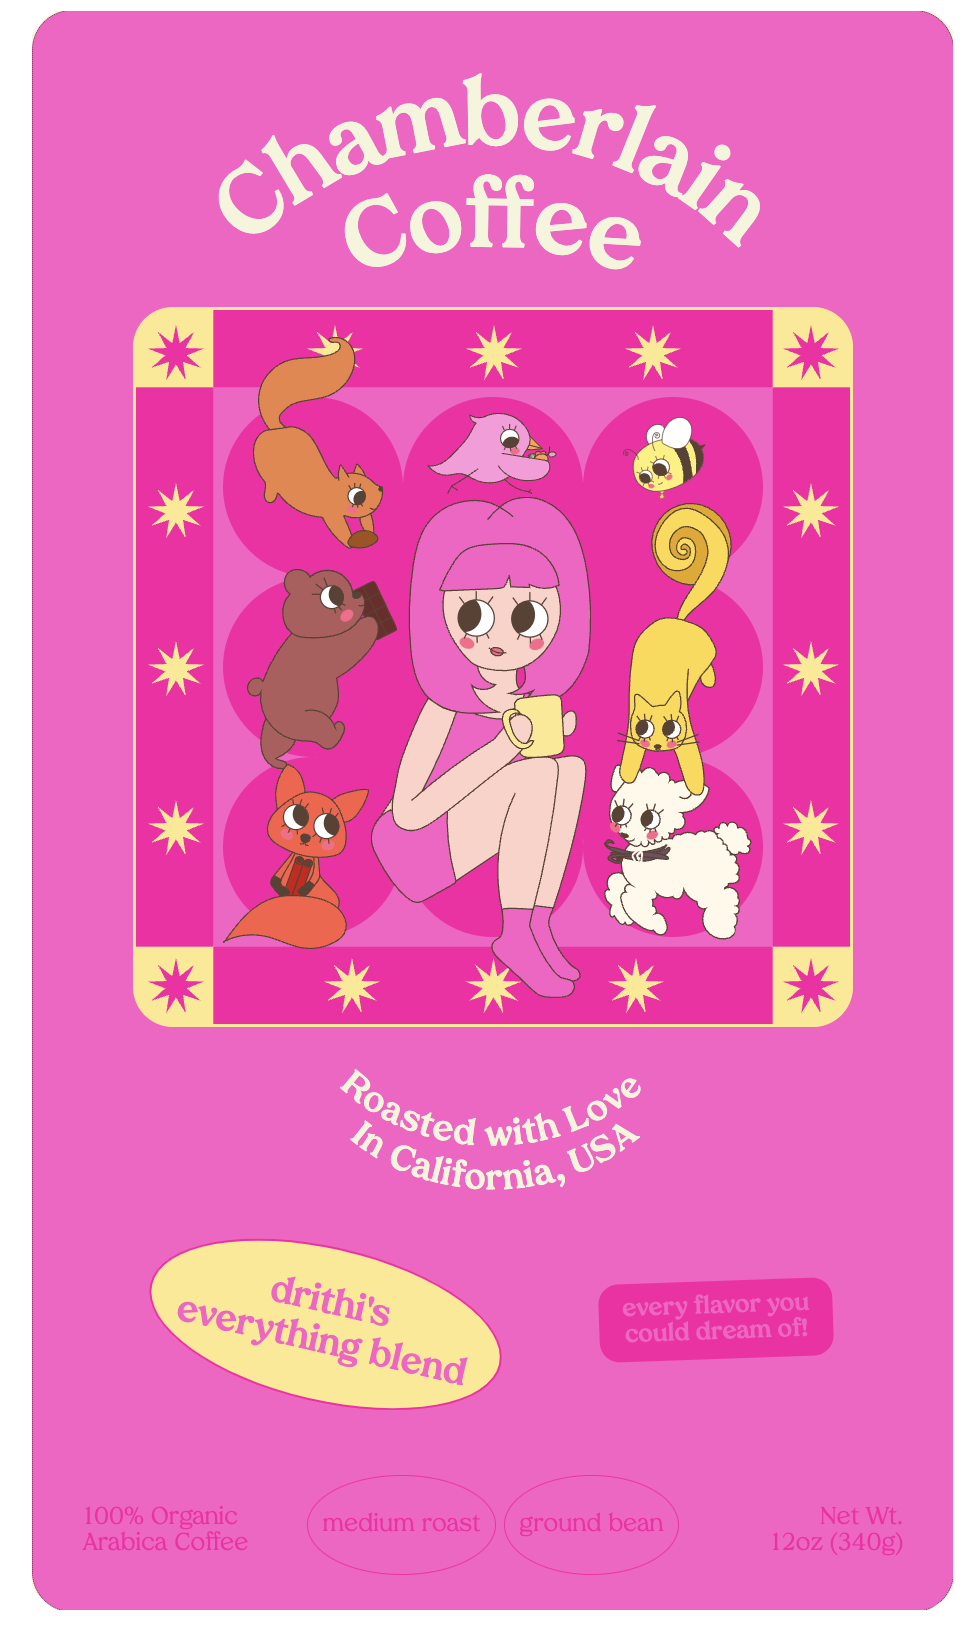 Chamberlain
Coffee
Roasted with Love
In California, USA
drithi's
everything blend
every flavor you
could dream of!
100% Organic
Arabica Coffee
medium roast
ground bean
Net Wt.
12oz (340g)